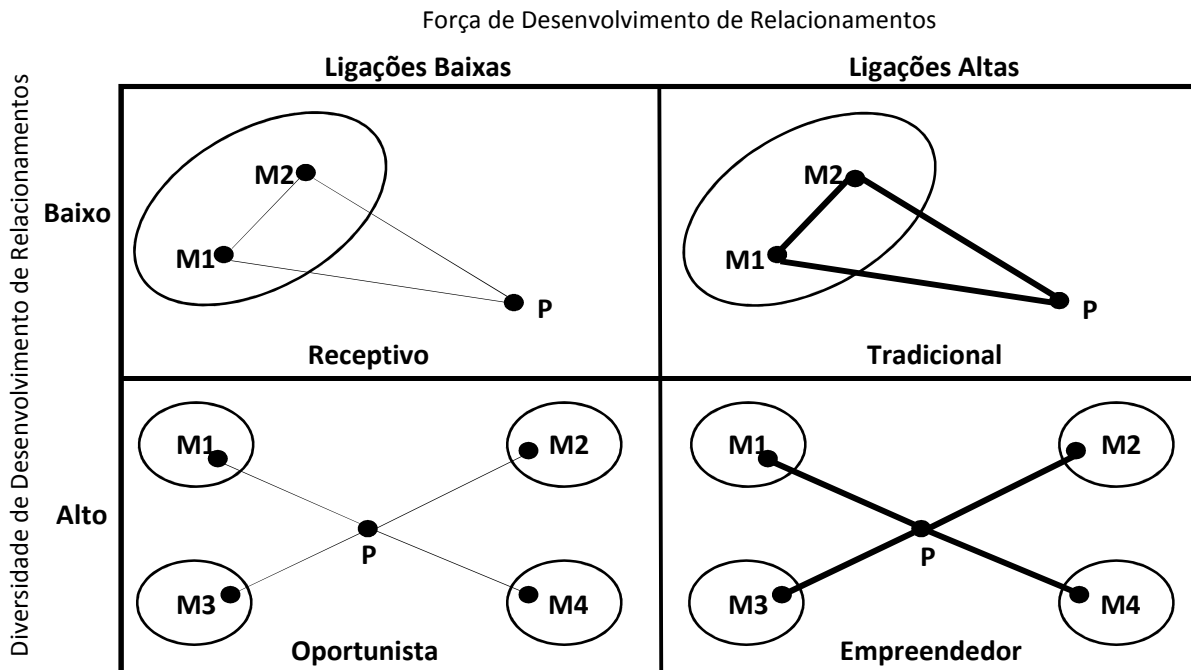 Força de Desenvolvimento de Relacionamentos
Ligações Baixas
Ligações Altas
Diversidade de Desenvolvimento de Relacionamentos
Baixo
M2
M1
P
Receptivo
M2
M1
P
Tradicional
Alto
M1
M2
P
M3
M4
Oportunista
M1
M2
P
M3
M4
Empreendedor